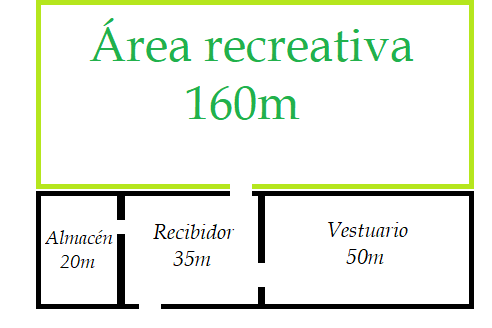 Área recreativa
160m
Almacén
20m
Recibidor
35m
Vestuario
50m